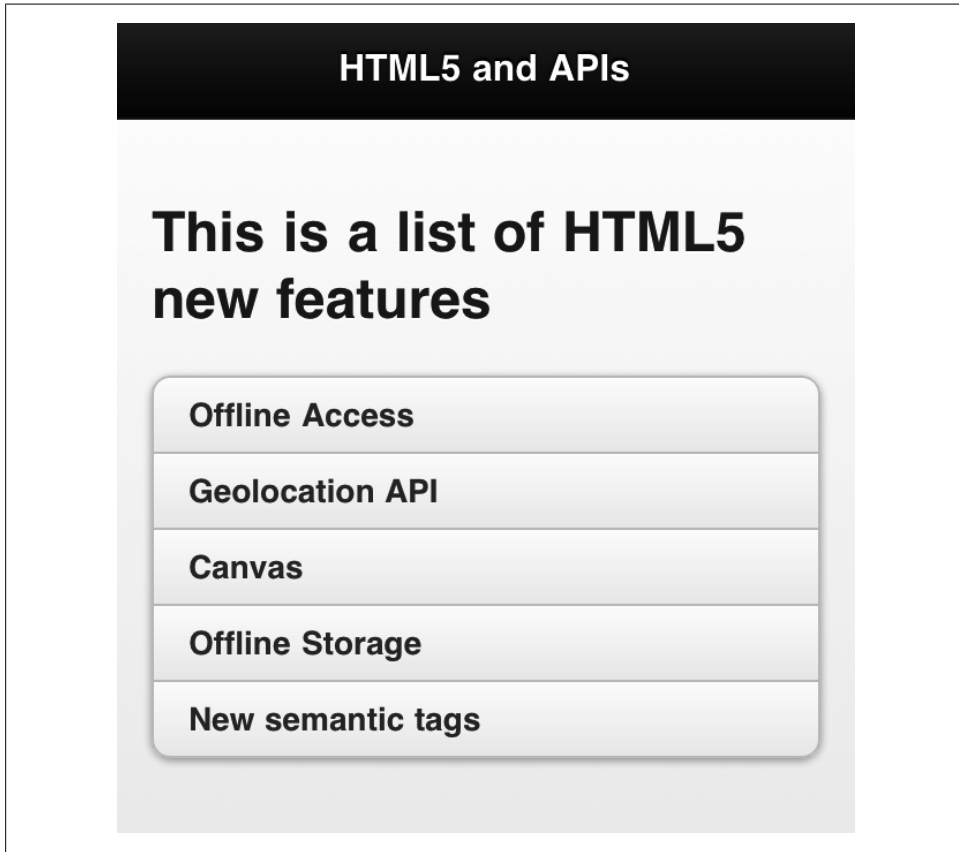 HTML5 and APIs
This is a list of HTML5
new features
Offline Access
Geolocation API
Canvas
Offline Storage
New semantic tags